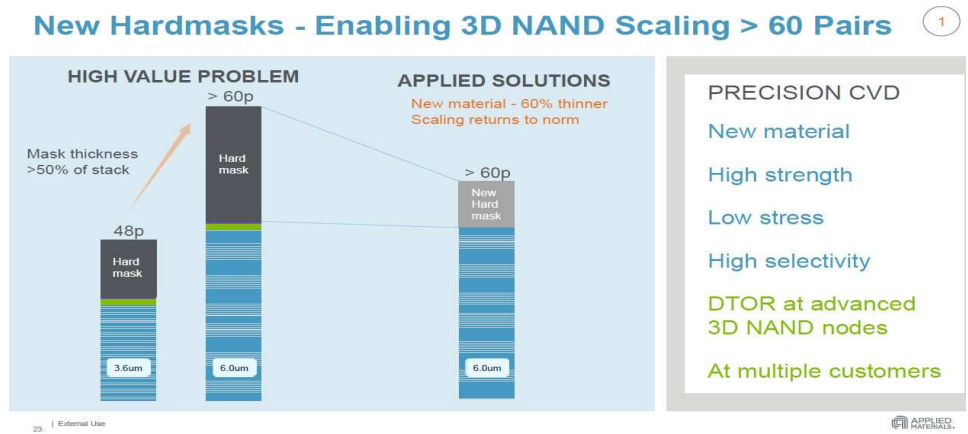 New Hardmasks - Enabling 3D NAND Scaling > 60 Pairs
1
HIGH VALUE PROBLEM
> 60p
Mask thickness
>50% of stack
48p
Hard
mask
Hard
mask
3.6um
6.0um
APPLIED SOLUTIONS
New material - 60% thinner
Scaling returns to norm
> 60p
New
Hard
mask
6.0um
PRECISION CVD
New material
High strength
Low stress
High selectivity
DTOR at advanced
3D NAND nodes
At multiple customers
23 | External Use
APPLIED
MATERIALS.